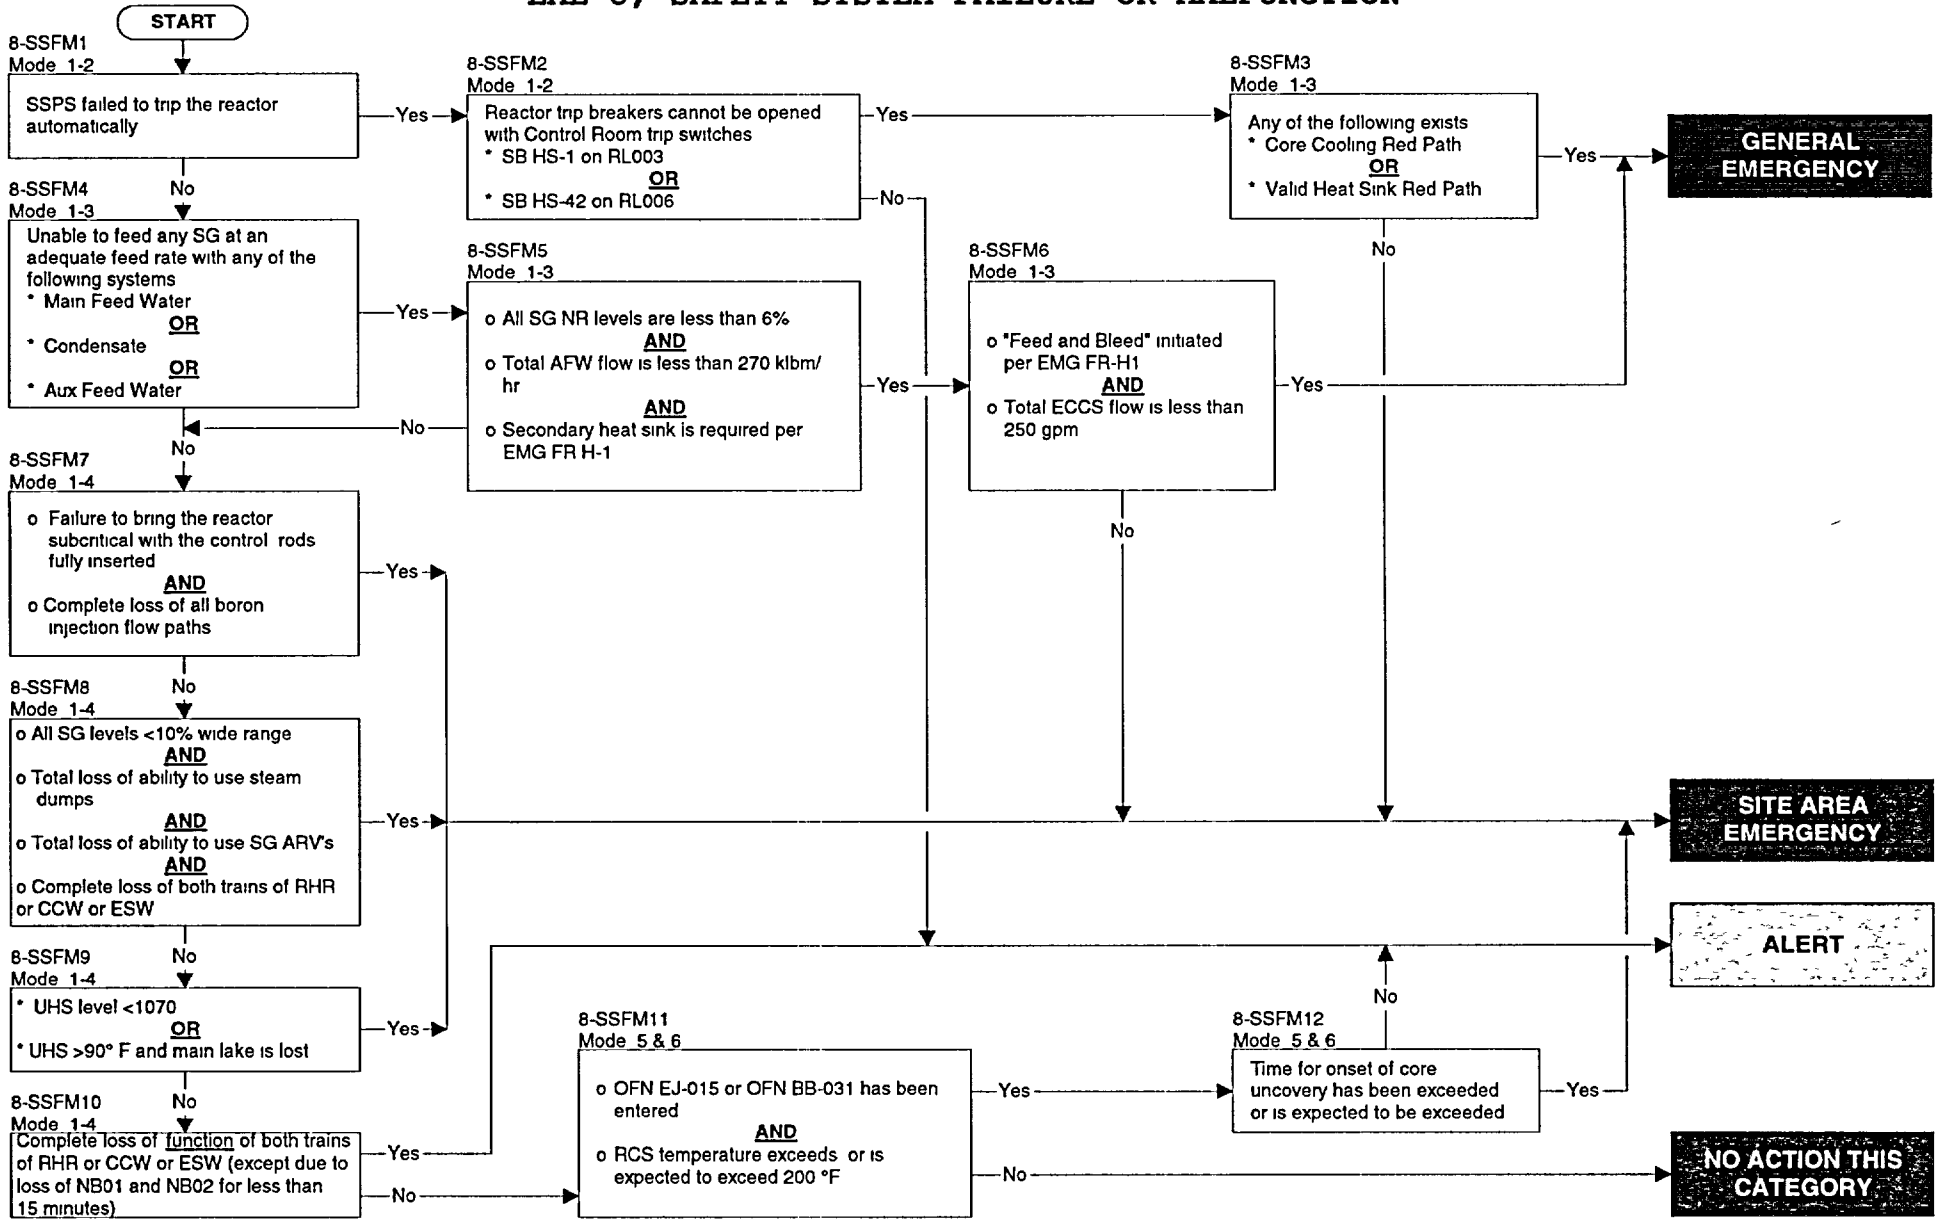 EAL 8, SAFETY SYSTEM FAILURE OR MALFUNCTION
START
8-SSFM1
Mode 1-2
SSPS failed to trip the reactor
automatically
Yes
No
8-SSFM2
Mode 1-2
Reactor trip breakers cannot be opened
with Control Room trip switches
* SB HS-1 on RL003
OR
* SB HS-42 on RL006
Yes
No
8-SSFM3
Mode 1-3
Any of the following exists
* Core Cooling Red Path
OR
* Valid Heat Sink Red Path
Yes
No
GENERAL
EMERGENCY
8-SSFM4
Mode 1-3
Unable to feed any SG at an
adequate feed rate with any of the
following systems
* Main Feed Water
OR
* Condensate
OR
* Aux Feed Water
Yes
No
8-SSFM5
Mode 1-3
o All SG NR levels are less than 6%
AND
o Total AFW flow is less than 270 klbm/
hr
AND
o Secondary heat sink is required per
EMG FR H-1
Yes
No
8-SSFM6
Mode 1-3
o "Feed and Bleed" initiated
per EMG FR-H1
AND
o Total ECCS flow is less than
250 gpm
Yes
No
8-SSFM7
Mode 1-4
o Failure to bring the reactor
subcritical with the control rods
fully inserted
AND
o Complete loss of all boron
injection flow paths
Yes
No
8-SSFM8
Mode 1-4
o All SG levels <10% wide range
AND
o Total loss of ability to use steam
dumps
AND
o Total loss of ability to use SG ARV's
AND
o Complete loss of both trains of RHR
or CCW or ESW
Yes
No
SITE AREA
EMERGENCY
ALERT
8-SSFM9
Mode 1-4
* UHS level <1070
OR
* UHS >90° F and main lake is lost
Yes
No
8-SSFM10
Mode 1-4
Complete loss of function of both trains
of RHR or CCW or ESW (except due to
loss of NB01 and NB02 for less than
15 minutes)
Yes
No
8-SSFM11
Mode 5 & 6
o OFN EJ-015 or OFN BB-031 has been
entered
AND
o RCS temperature exceeds or is
expected to exceed 200 °F
Yes
No
8-SSFM12
Mode 5 & 6
Time for onset of core
uncovery has been exceeded
or is expected to be exceeded
Yes
No
NO ACTION THIS
CATEGORY